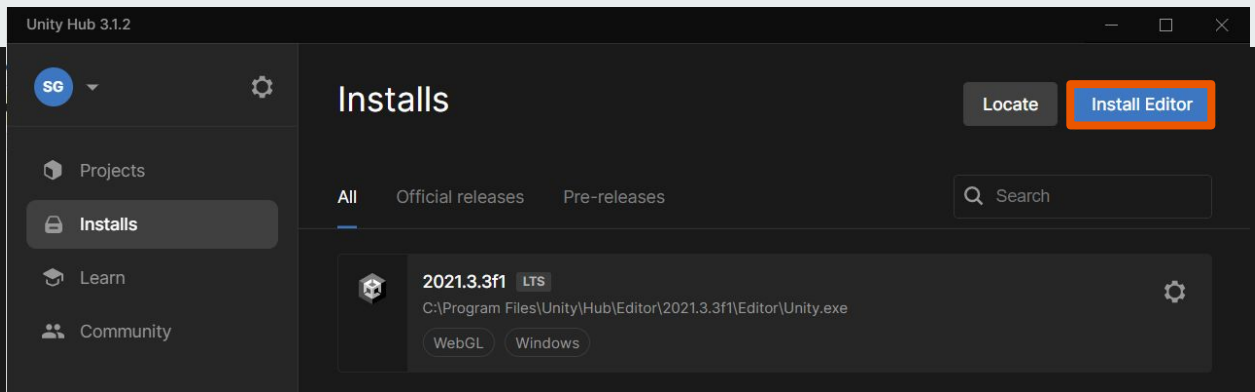 Unity Hub 3.1.2
SG
Projects
Installs
Learn
Community
Installs
Locate
Install Editor
All
Official releases
Pre-releases
Search
2021.3.3f1 LTS
C:\Program Files\Unity\Hub\Editor\2021.3.3f1\Editor\Unity.exe
WebGL
Windows